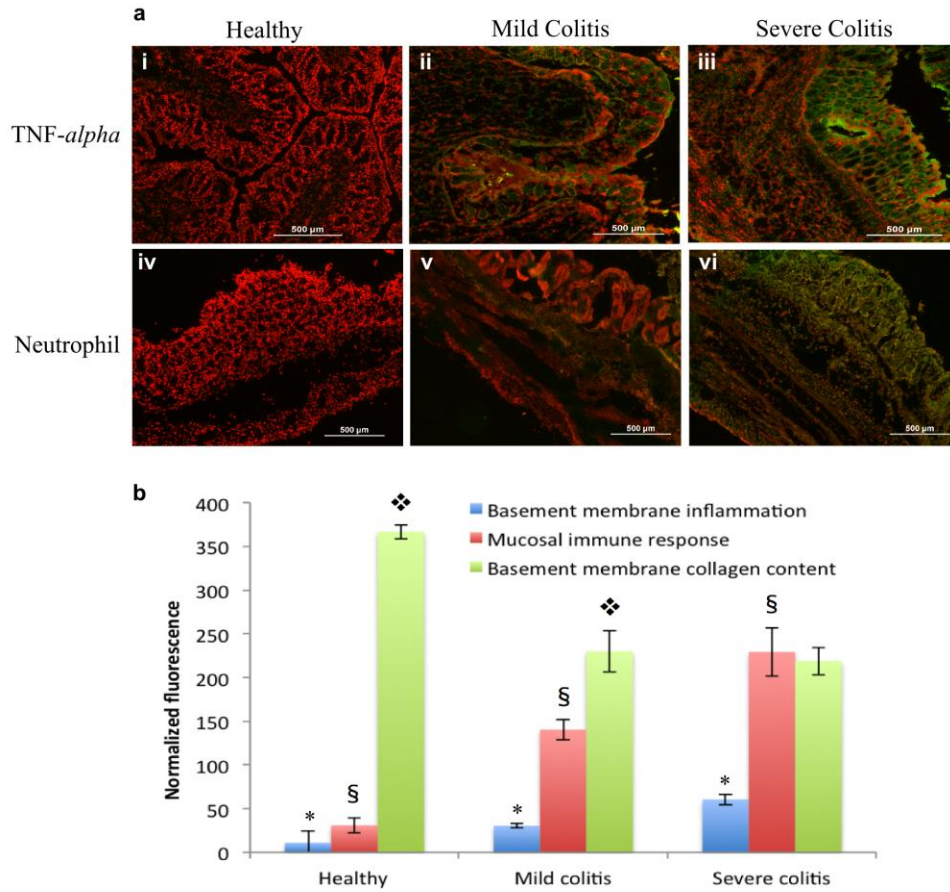 a
Healthy Mild Colitis Severe Colitis
TNF-alpha
i ii iii
500 µm 500 µm 500 µm
Neutrophil
iv v vi
500 µm 500 µm 500 µm
b
Normalized fluorescence
400
350
300
250
200
150
100
50
0
❖ ❖
* § * § * §
Basement membrane inflammation
Mucosal immune response
Basement membrane collagen content
Healthy Mild colitis Severe colitis